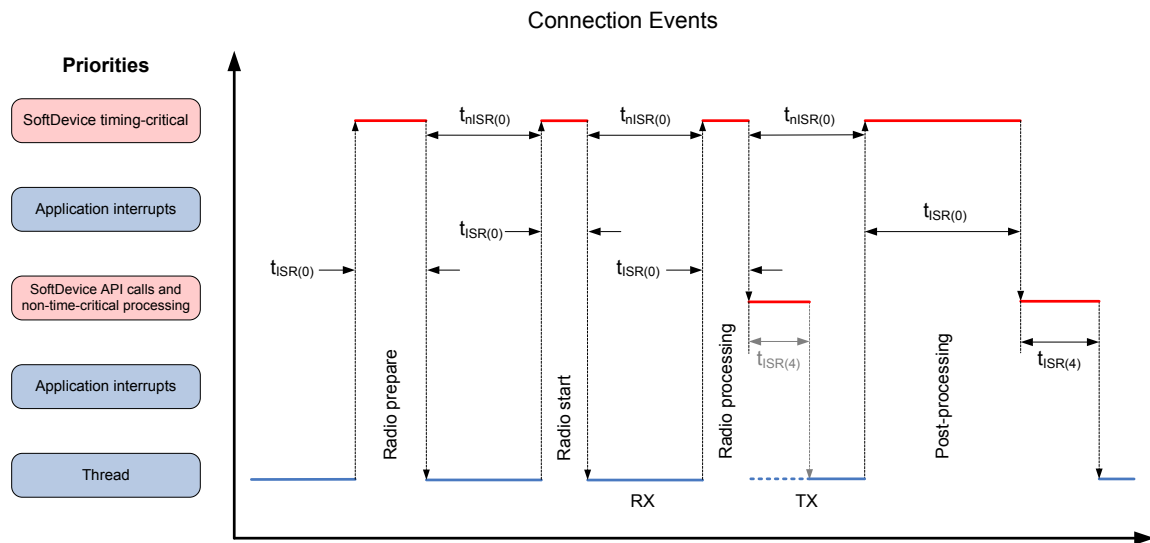 Connection Events
Priorities
SoftDevice timing-critical
Application interrupts
SoftDevice API calls and
non-time-critical processing
Application interrupts
Thread
tnISR(0)
tnISR(0)
tnISR(0)
tISR(0)
tISR(0)
tISR(0)
tISR(0)
tISR(4)
tISR(4)
Radio prepare
Radio start
Radio processing
Post-processing
RX
TX